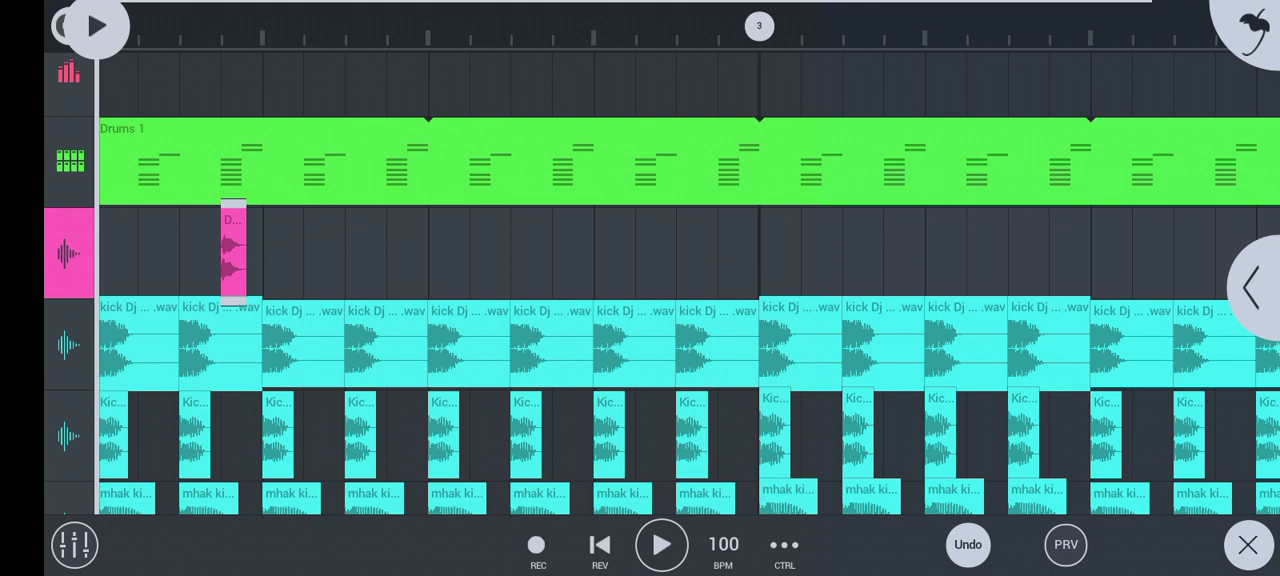 3
Drums 1
D...
kick Dj ... .wav kick Dj ... .wav kick Dj ... .wav kick Dj ... .wav kick Dj ... .wav kick Dj ... .wav kick Dj ... .wav kick Dj ... .wav kick Dj ... .wav kick Dj ... .wav kick Dj ... .wav kick Dj ... .wav kick Dj ... .wav kick Dj ...
Kic... Kic... Kic... Kic... Kic... Kic... Kic... Kic... Kic... Kic... Kic... Kic... Kic... Kic... Kic...
mhak ki... mhak ki... mhak ki... mhak ki... mhak ki... mhak ki... mhak ki... mhak ki... mhak ki... mhak ki... mhak ki... mhak ki... mhak ki... mhak ki... mhak
100 Undo PRV
REC REV BPM CTRL